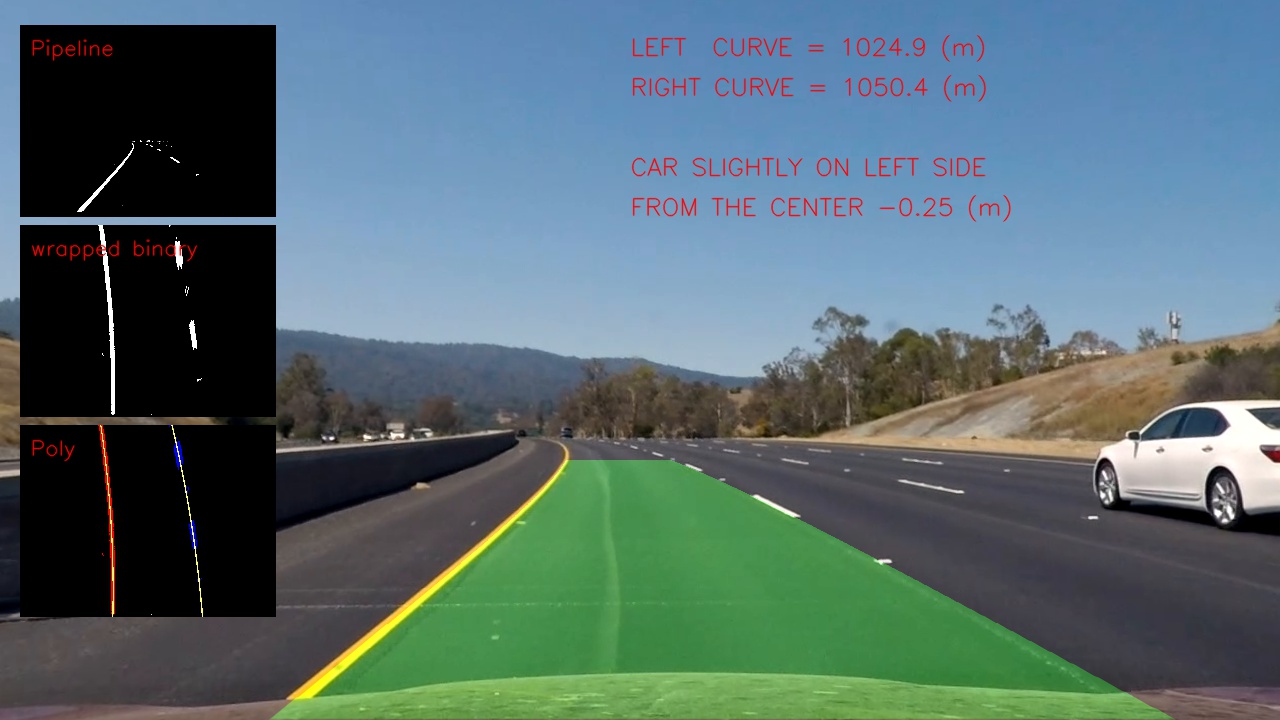 Pipeline
wrapped binary
Poly
LEFT CURVE = 1024.9 (m)
RIGHT CURVE = 1050.4 (m)
CAR SLIGHTLY ON LEFT SIDE
FROM THE CENTER -0.25 (m)